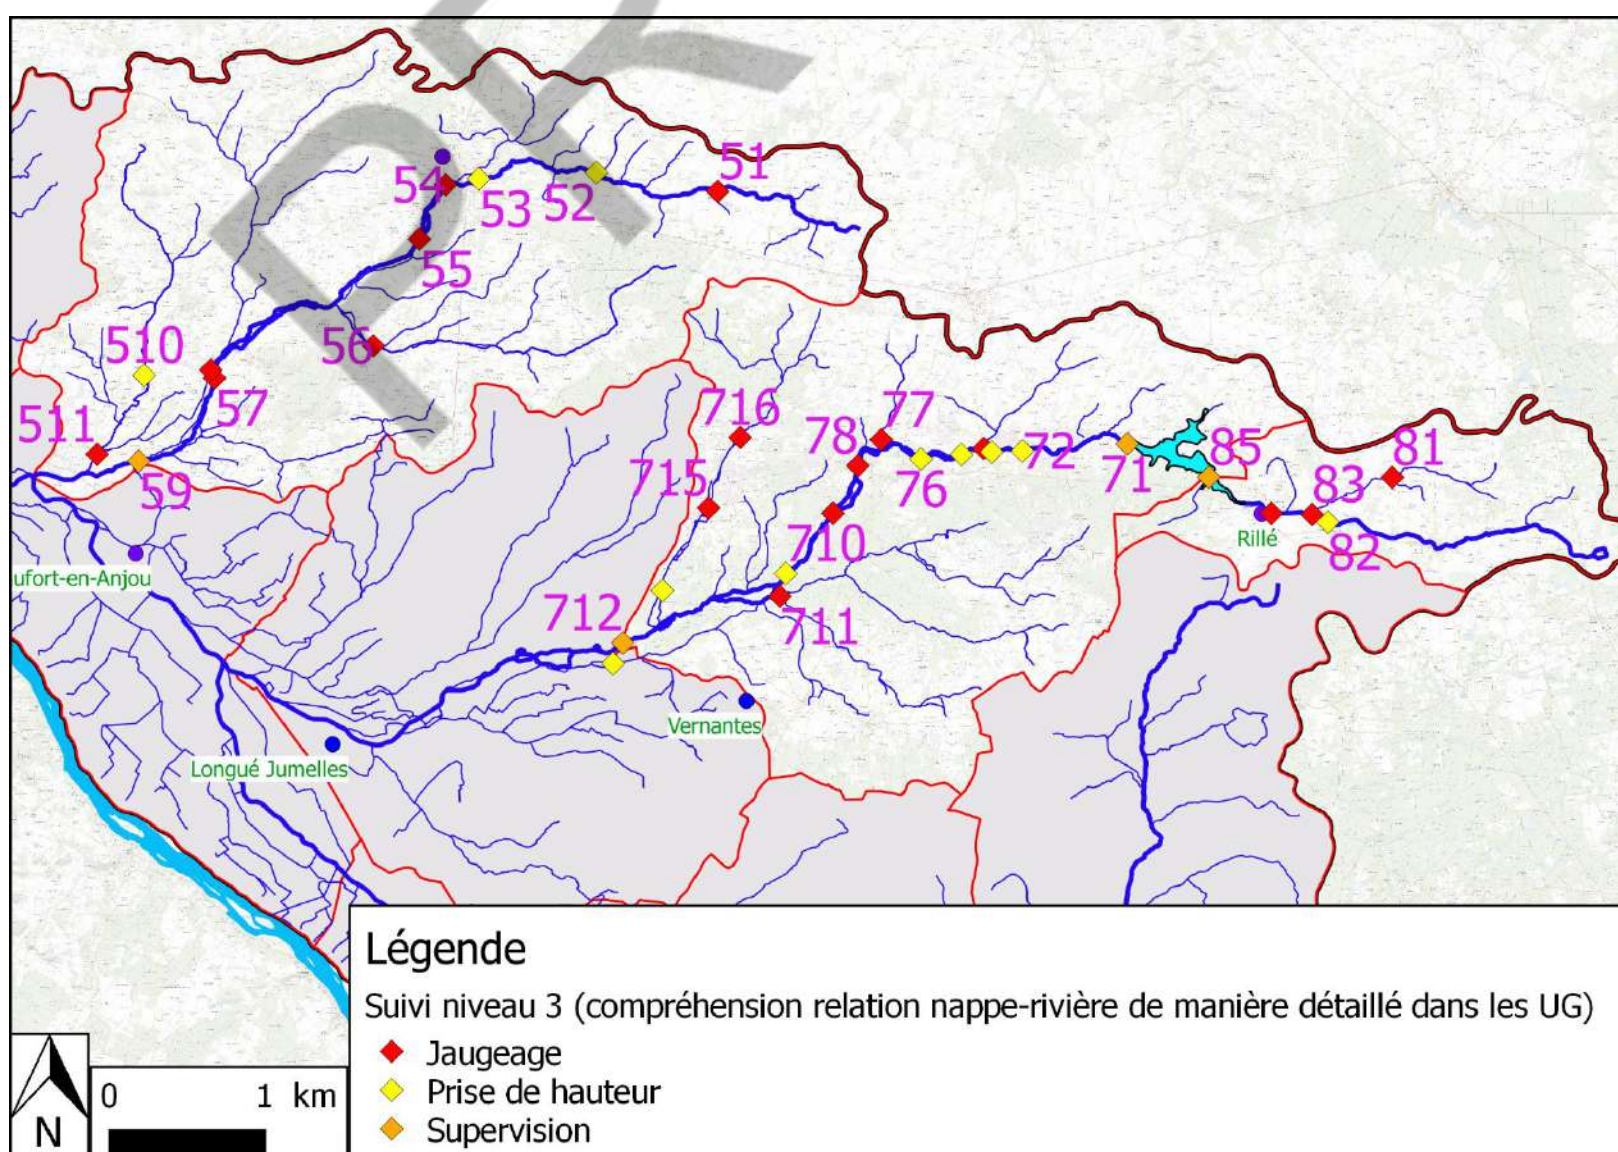 PR
51
54
53
52
55
56
510
57
511
59
716
77
78
72
76
71
85
81
83
715
710
82
Rillé
712
711
ufort-en-Anjou
Vernantes
Longué Jumelles
Légende
Suivi niveau 3 (compréhension relation nappe-rivière de manière détaillé dans les UG)
Jaugeage
Prise de hauteur
Supervision
0 1 km
N